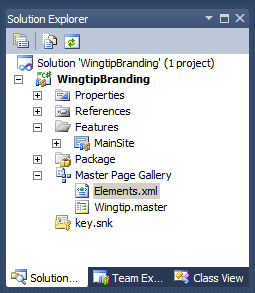 Solution Explorer
Solution 'WingtipBranding' (1 project)
WingtipBranding
Properties
References
Features
MainSite
Package
Master Page Gallery
Elements.xml
Wingtip.master
key.snk
Solution... Team Ex... Class View